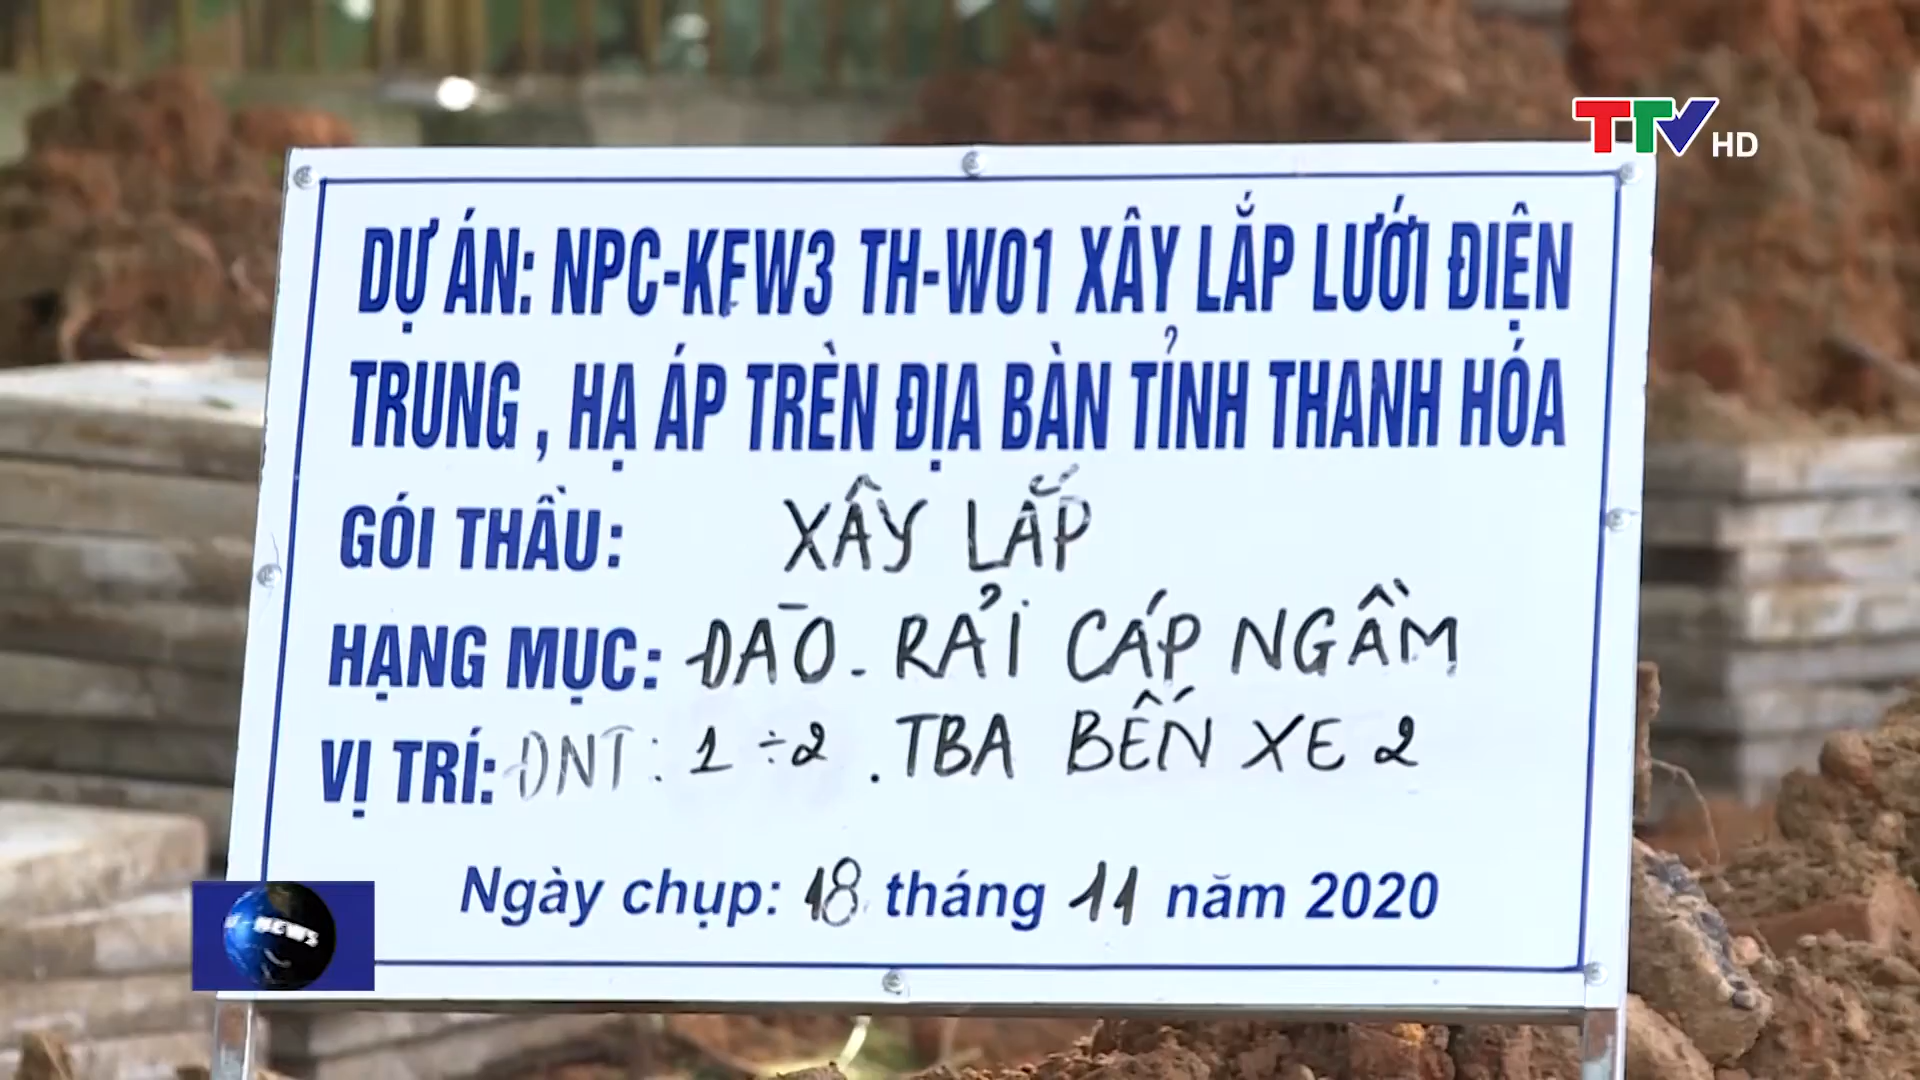 TTV HD
DỰ ÁN: NPC-KFW3 TH-W01 XÂY LẮP LƯỚI ĐIỆN
TRUNG , HẠ ÁP TRÈN ĐỊA BÀN TỈNH THANH HÓA
GÓI THẦU: XÂY LẮP
HẠNG MỤC: ĐÀO - RẢI CÁP NGẦM
VỊ TRÍ: ĐNT: 1 ÷ 2 . TBA BẾN XE 2
Ngày chụp: 18 tháng 11 năm 2020
NEWS